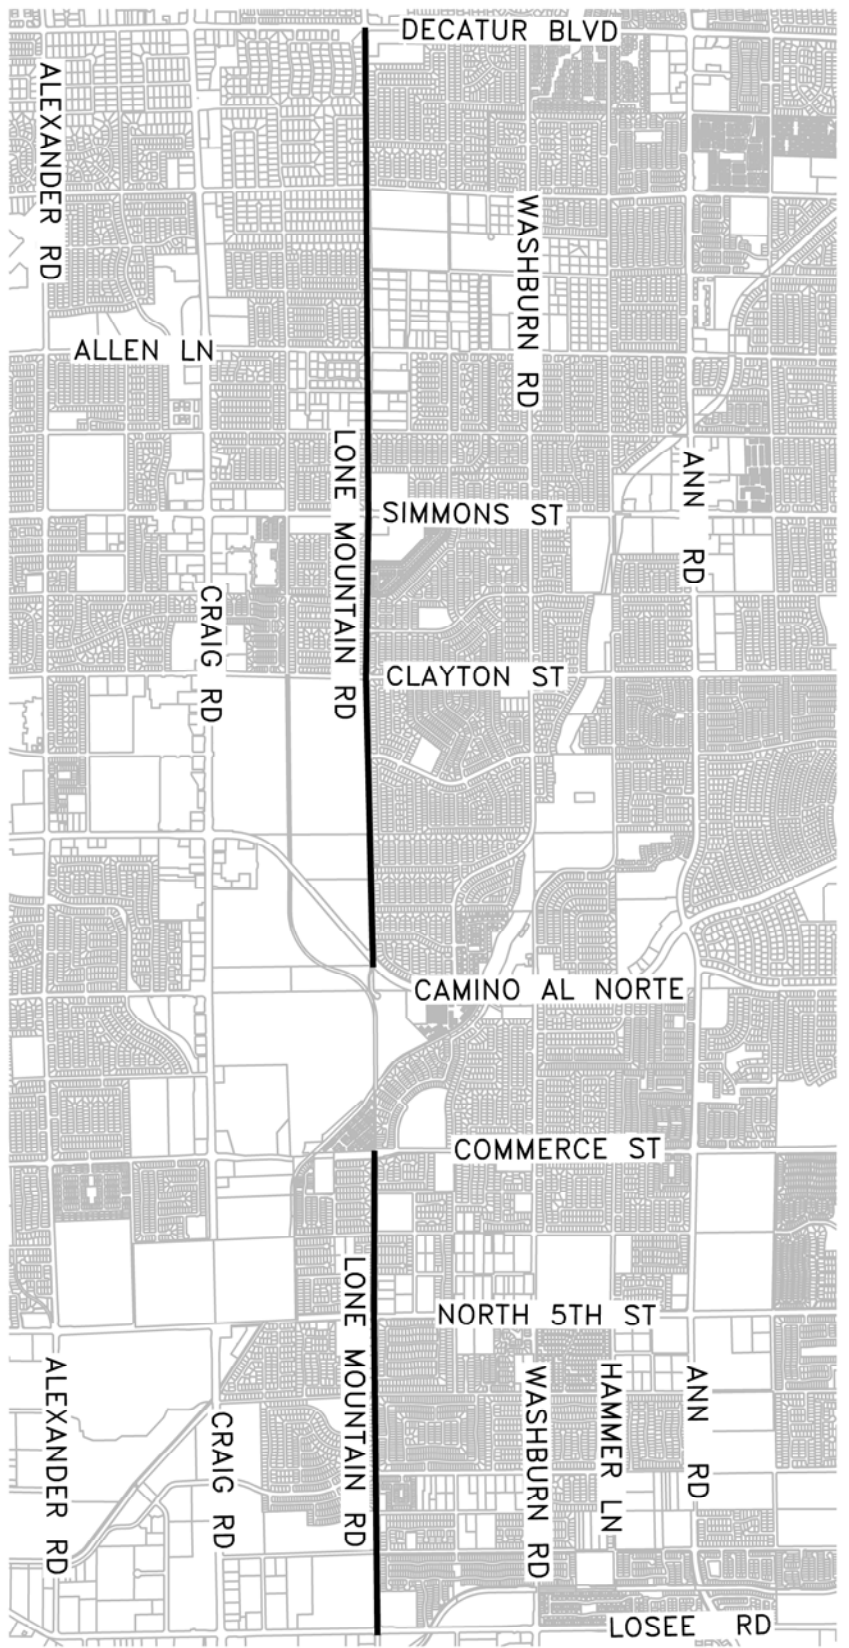 DECATUR BLVD
ALEXANDER RD
WASHBURN RD
ALLEN LN
LONE MOUNTAIN RD
ANN RD
SIMMONS ST
CRAIG RD
CLAYTON ST
CAMINO AL NORTE
COMMERCE ST
LONE MOUNTAIN RD
NORTH 5TH ST
ALEXANDER RD
WASHBURN RD
HAMMER LN
ANN RD
CRAIG RD
LOSEE RD